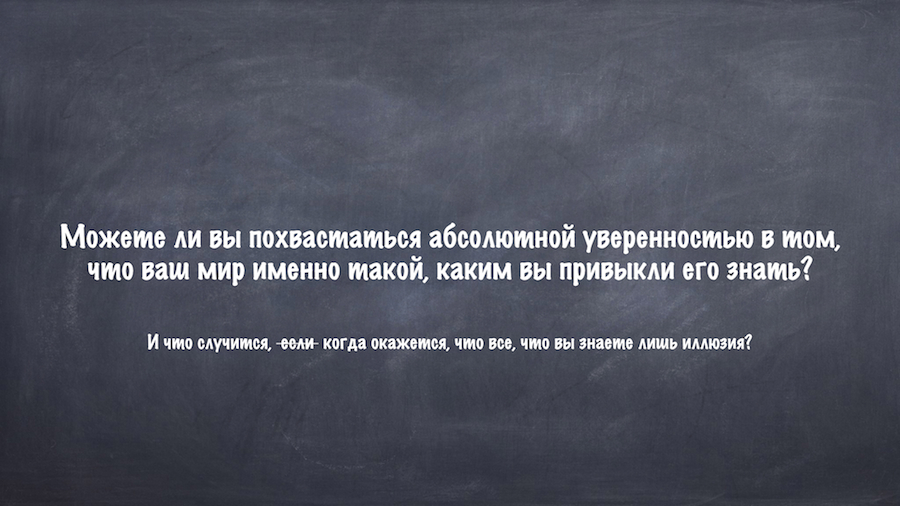 Можете ли вы похвастаться абсолютной уверенностью в том,
что ваш мир именно такой, каким вы привыкли его знать?
И что случится, -если- когда окажется, что все, что вы знаете лишь иллюзия?